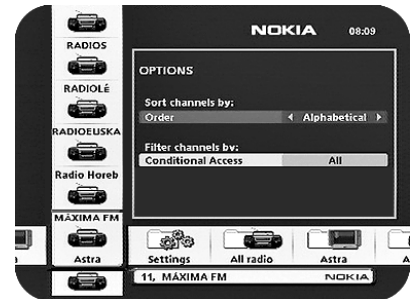 NOKIA 08:09
RADIOS
OPTIONS
RADIOLÉ
Sort channels by:
Order Alphabetical
RADIOEUSKA
Filter channels by:
Conditional Access All
Radio Horeb
MÁXIMA FM
Astra Settings All radio Astra
11, MÁXIMA FM NOKIA